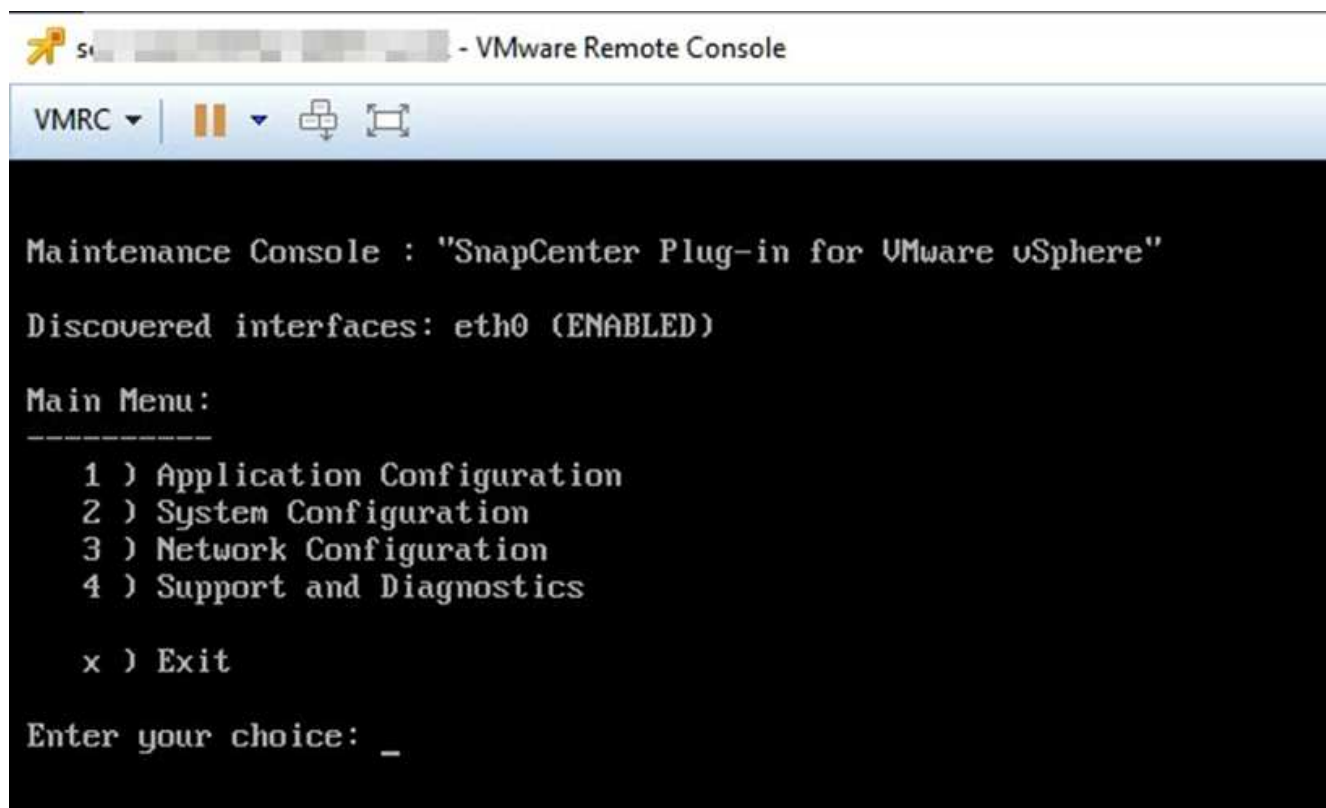 - VMware Remote Console
VMRC
Maintenance Console : "SnapCenter Plug-in for VMware vSphere"
Discovered interfaces: eth0 (ENABLED)
Main Menu:
----------
1 ) Application Configuration
2 ) System Configuration
3 ) Network Configuration
4 ) Support and Diagnostics
x ) Exit
Enter your choice: _